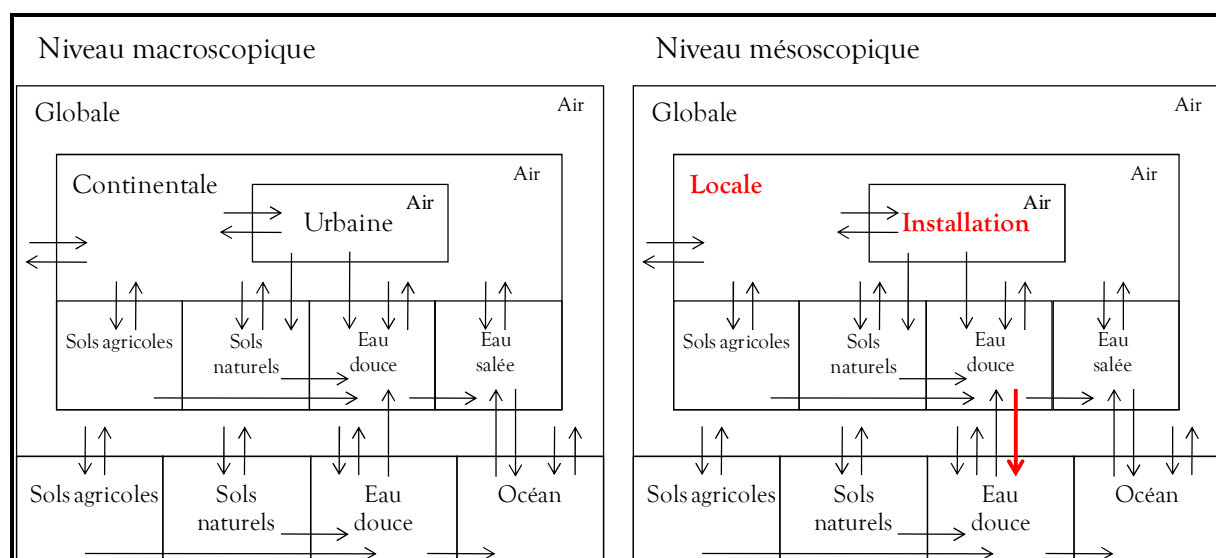 Niveau macroscopique
Globale
Air
Continentale
Air
Urbaine
Air
Sols agricoles
Sols
naturels
Eau
douce
Eau
salée
Sols agricoles
Sols
naturels
Eau
douce
Océan
Niveau mésoscopique
Globale
Air
Locale
Air
Installation
Air
Sols agricoles
Sols
naturels
Eau
douce
Eau
salée
Sols agricoles
Sols
naturels
Eau
douce
Océan